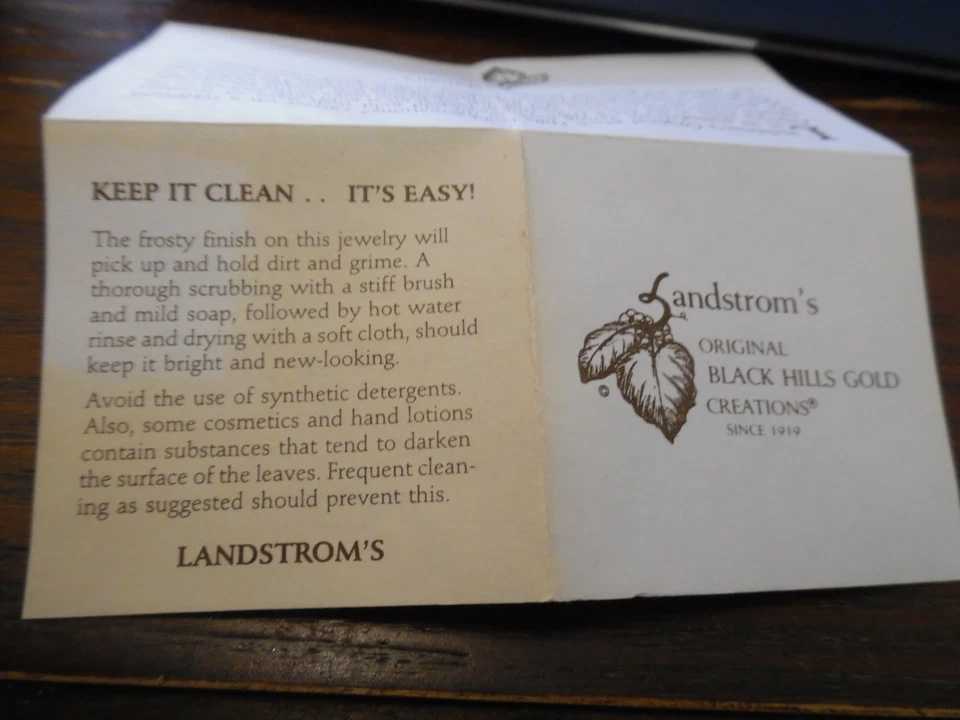 KEEP IT CLEAN . . IT'S EASY!
The frosty finish on this jewelry will
pick up and hold dirt and grime. A
thorough scrubbing with a stiff brush
and mild soap, followed by hot water
rinse and drying with a soft cloth, should
keep it bright and new-looking.
Avoid the use of synthetic detergents.
Also, some cosmetics and hand lotions
contain substances that tend to darken
the surface of the leaves. Frequent clean-
ing as suggested should prevent this.
LANDSTROM'S
Landstrom's
ORIGINAL
BLACK HILLS GOLD
CREATIONS®
SINCE 1919
©